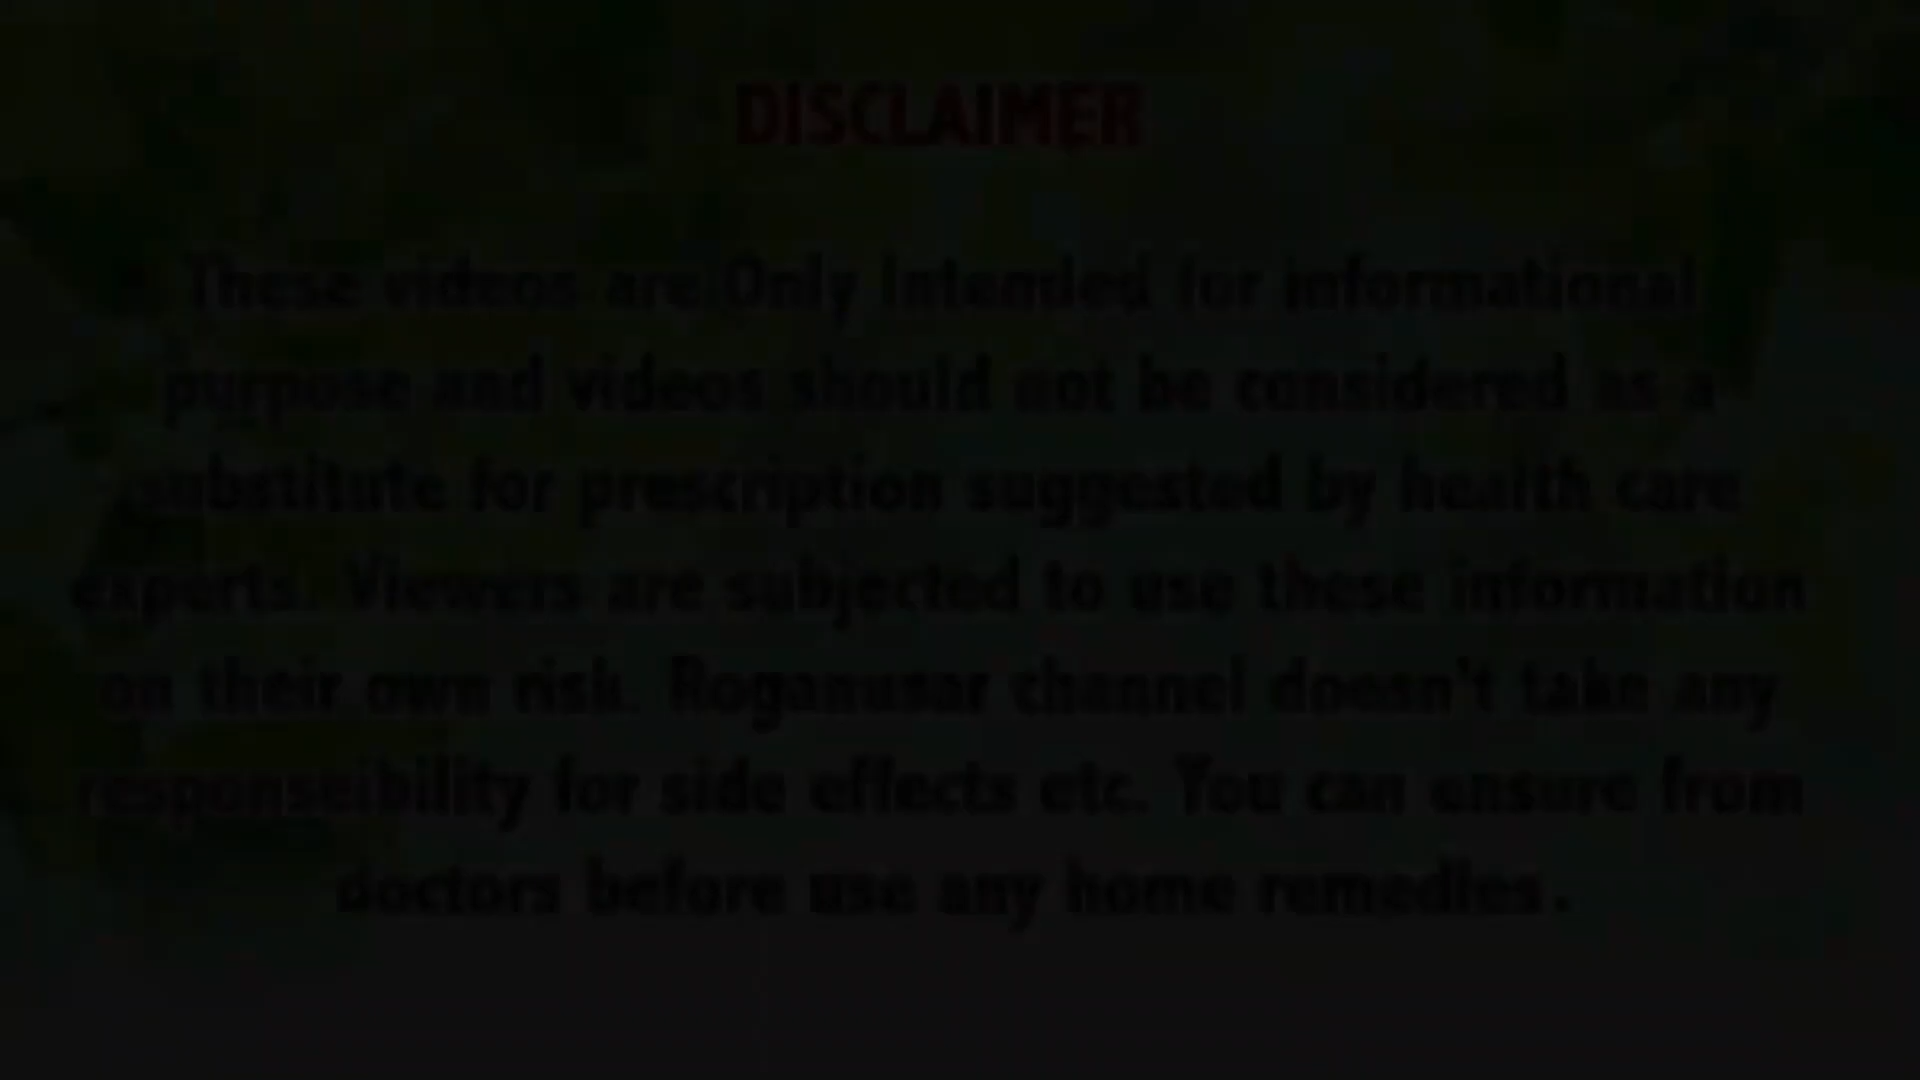 DISCLAIMER
These videos are Only intended for informational
purpose and videos should not be considered as a
substitute for prescription suggested by health care
experts. Viewers are subjected to use these information
on their own risk. Roganusar channel doesn't take any
responseibility for side effects etc. You can ensure from
doctors before use any home remedies.